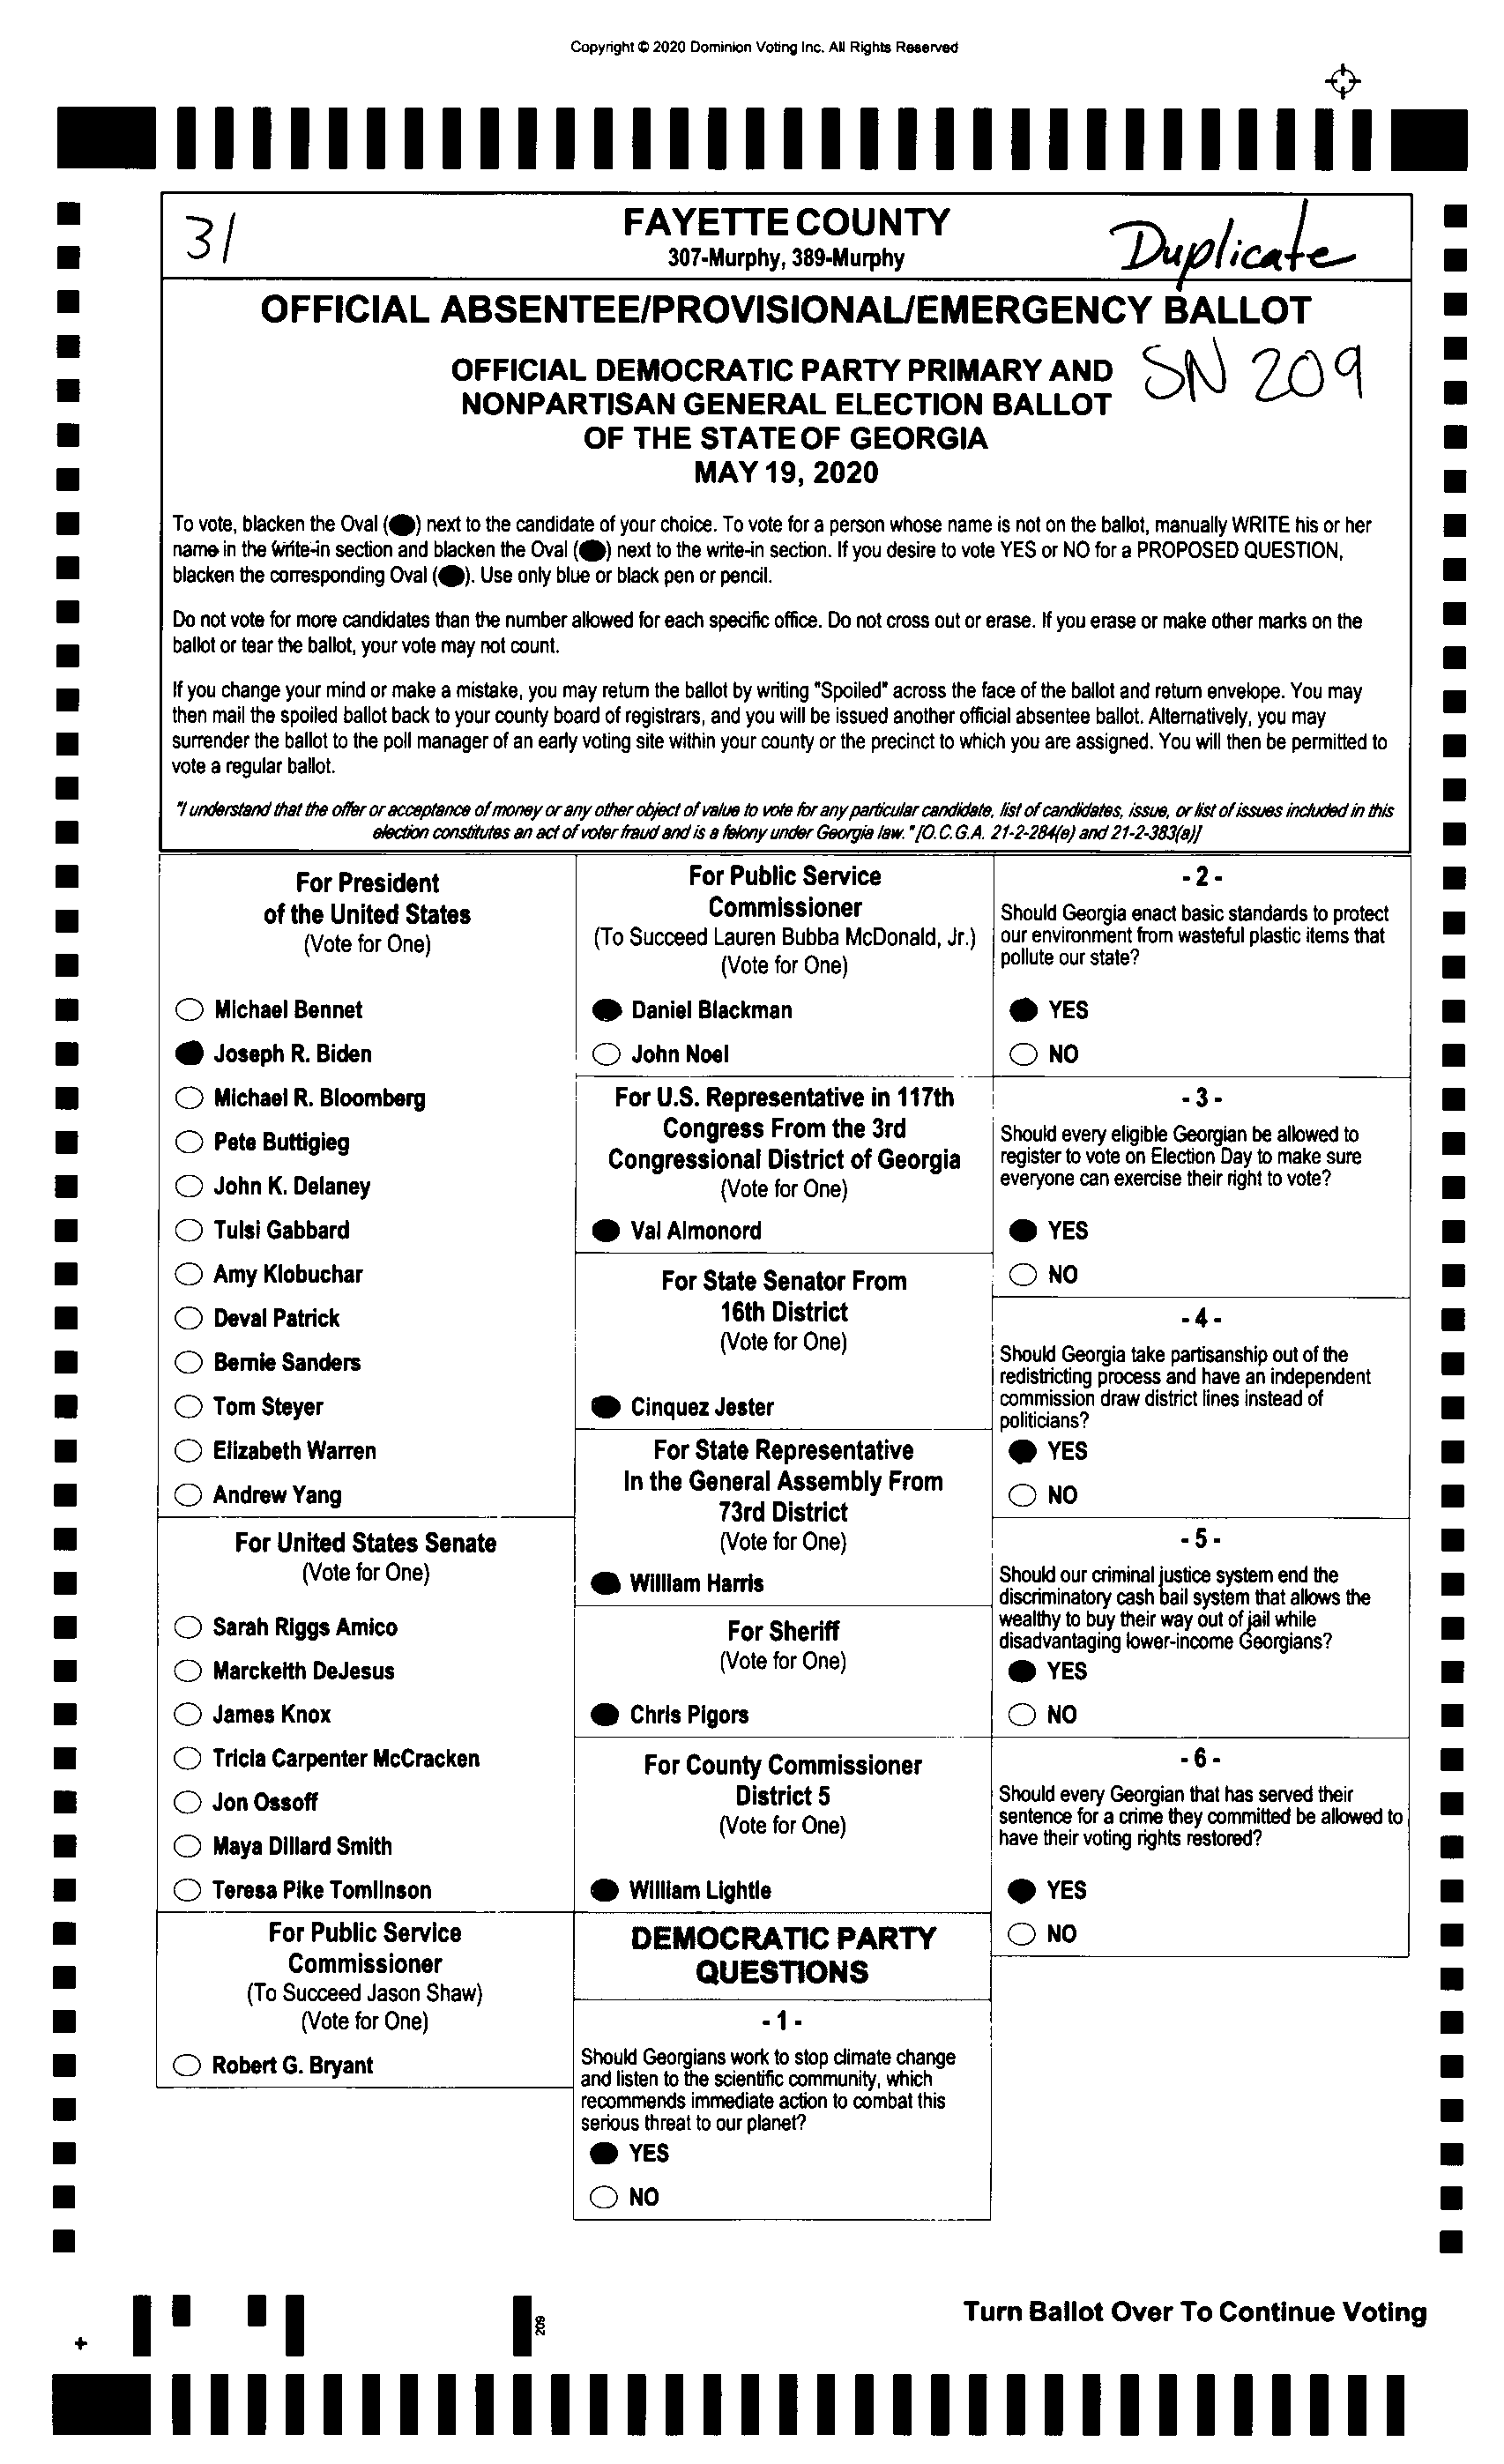 Copyright © 2020 Dominion Voting Inc. All Rights Reserved
31
FAYETTE COUNTY
307-Murphy, 389-Murphy
Duplicate
OFFICIAL ABSENTEE/PROVISIONAL/EMERGENCY BALLOT
OFFICIAL DEMOCRATIC PARTY PRIMARY AND
NONPARTISAN GENERAL ELECTION BALLOT
OF THE STATE OF GEORGIA
MAY 19, 2020
SN 209
To vote, blacken the Oval () next to the candidate of your choice. To vote for a person whose name is not on the ballot, manually WRITE his or her
name in the write-in section and blacken the Oval () next to the write-in section. If you desire to vote YES or NO for a PROPOSED QUESTION,
blacken the corresponding Oval (). Use only blue or black pen or pencil.
Do not vote for more candidates than the number allowed for each specific office. Do not cross out or erase. If you erase or make other marks on the
ballot or tear the ballot, your vote may not count.
If you change your mind or make a mistake, you may return the ballot by writing "Spoiled" across the face of the ballot and return envelope. You may
then mail the spoiled ballot back to your county board of registrars, and you will be issued another official absentee ballot. Alternatively, you may
surrender the ballot to the poll manager of an early voting site within your county or the precinct to which you are assigned. You will then be permitted to
vote a regular ballot.
"I understand that the offer or acceptance of money or any other object of value to vote for any particular candidate, list of candidates, issue, or list of issues included in this
election constitutes an act of voter fraud and is a felony under Georgia law." [O.C.G.A. 21-2-284(e) and 21-2-383(a)]
For President
of the United States
(Vote for One)
Michael Bennet
Joseph R. Biden
Michael R. Bloomberg
Pete Buttigieg
John K. Delaney
Tulsi Gabbard
Amy Klobuchar
Deval Patrick
Bernie Sanders
Tom Steyer
Elizabeth Warren
Andrew Yang
For United States Senate
(Vote for One)
Sarah Riggs Amico
Marckeith DeJesus
James Knox
Tricia Carpenter McCracken
Jon Ossoff
Maya Dillard Smith
Teresa Pike Tomlinson
For Public Service
Commissioner
(To Succeed Jason Shaw)
(Vote for One)
Robert G. Bryant
For Public Service
Commissioner
(To Succeed Lauren Bubba McDonald, Jr.)
(Vote for One)
Daniel Blackman
John Noel
For U.S. Representative in 117th
Congress From the 3rd
Congressional District of Georgia
(Vote for One)
Val Almonord
For State Senator From
16th District
(Vote for One)
Cinquez Jester
For State Representative
In the General Assembly From
73rd District
(Vote for One)
William Harris
For Sheriff
(Vote for One)
Chris Pigors
For County Commissioner
District 5
(Vote for One)
William Lightle
DEMOCRATIC PARTY
QUESTIONS
- 1 -
Should Georgians work to stop climate change
and listen to the scientific community, which
recommends immediate action to combat this
serious threat to our planet?
YES
NO
- 2 -
Should Georgia enact basic standards to protect
our environment from wasteful plastic items that
pollute our state?
YES
NO
- 3 -
Should every eligible Georgian be allowed to
register to vote on Election Day to make sure
everyone can exercise their right to vote?
YES
NO
- 4 -
Should Georgia take partisanship out of the
redistricting process and have an independent
commission draw district lines instead of
politicians?
YES
NO
- 5 -
Should our criminal justice system end the
discriminatory cash bail system that allows the
wealthy to buy their way out of jail while
disadvantaging lower-income Georgians?
YES
NO
- 6 -
Should every Georgian that has served their
sentence for a crime they committed be allowed to
have their voting rights restored?
YES
NO
Turn Ballot Over To Continue Voting
209